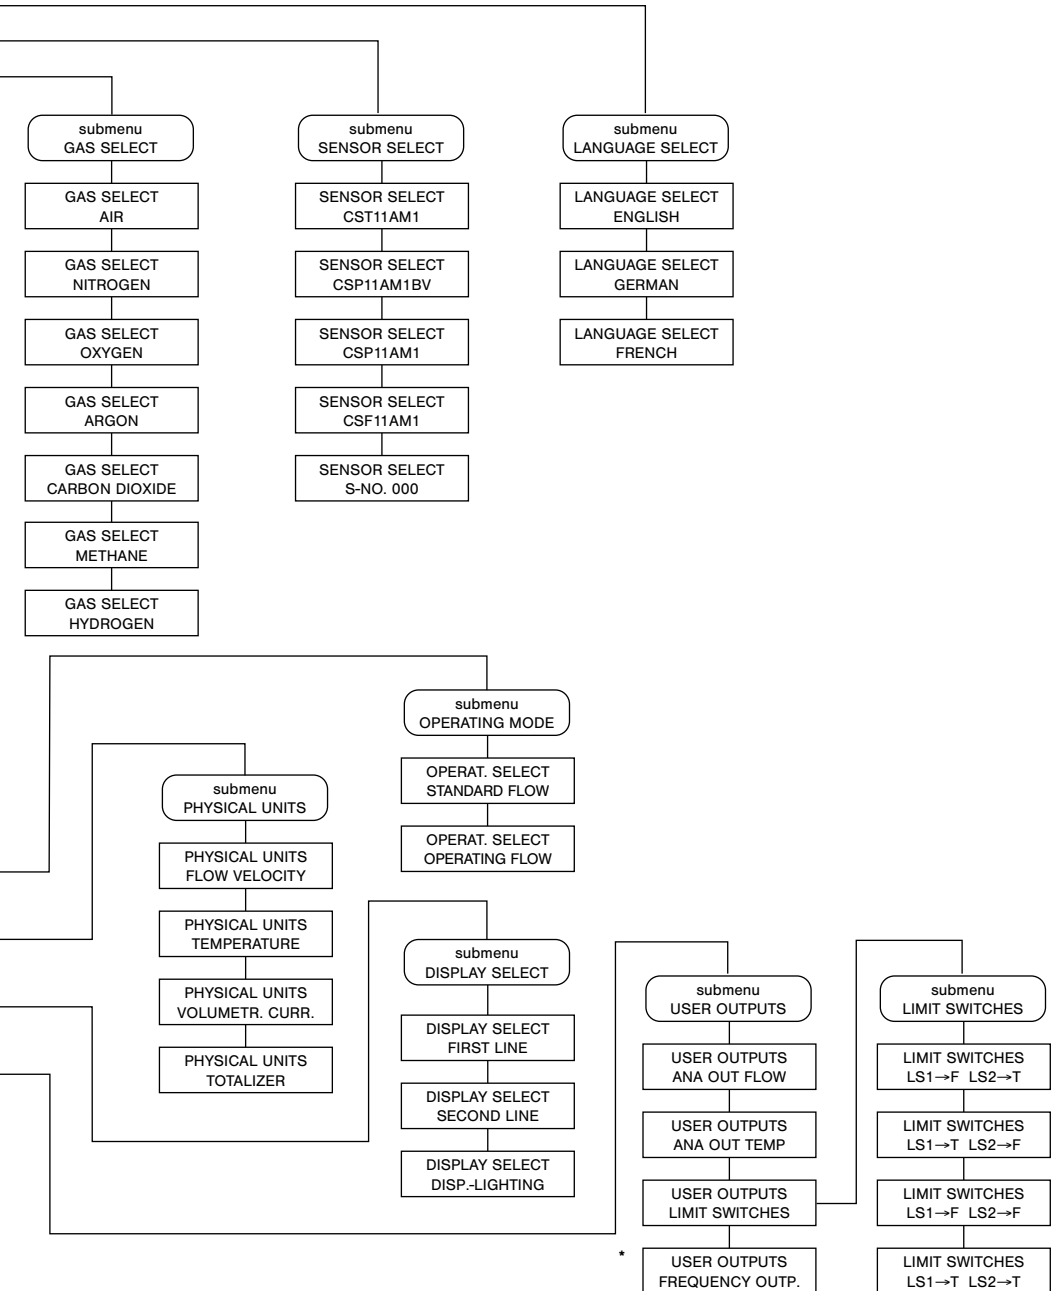 submenu
GAS SELECT
GAS SELECT
AIR
GAS SELECT
NITROGEN
GAS SELECT
OXYGEN
GAS SELECT
ARGON
GAS SELECT
CARBON DIOXIDE
GAS SELECT
METHANE
GAS SELECT
HYDROGEN
submenu
SENSOR SELECT
SENSOR SELECT
CST11AM1
SENSOR SELECT
CSP11AM1BV
SENSOR SELECT
CSP11AM1
SENSOR SELECT
CSF11AM1
SENSOR SELECT
S-NO. 000
submenu
LANGUAGE SELECT
LANGUAGE SELECT
ENGLISH
LANGUAGE SELECT
GERMAN
LANGUAGE SELECT
FRENCH
submenu
OPERATING MODE
OPERAT. SELECT
STANDARD FLOW
OPERAT. SELECT
OPERATING FLOW
submenu
PHYSICAL UNITS
PHYSICAL UNITS
FLOW VELOCITY
PHYSICAL UNITS
TEMPERATURE
PHYSICAL UNITS
VOLUMETR. CURR.
PHYSICAL UNITS
TOTALIZER
submenu
DISPLAY SELECT
DISPLAY SELECT
FIRST LINE
DISPLAY SELECT
SECOND LINE
DISPLAY SELECT
DISP.-LIGHTING
submenu
USER OUTPUTS
USER OUTPUTS
ANA OUT FLOW
USER OUTPUTS
ANA OUT TEMP
USER OUTPUTS
LIMIT SWITCHES
*
USER OUTPUTS
FREQUENCY OUTP.
submenu
LIMIT SWITCHES
LIMIT SWITCHES
LS1→F LS2→T
LIMIT SWITCHES
LS1→T LS2→F
LIMIT SWITCHES
LS1→F LS2→F
LIMIT SWITCHES
LS1→T LS2→T